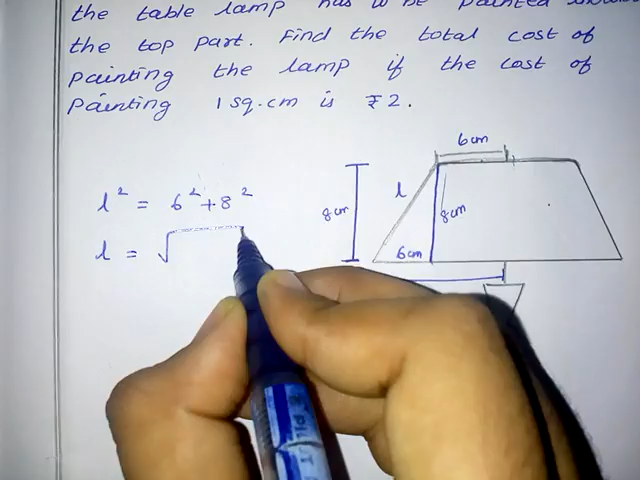 the table lamp has to be painted
the top part. Find the total cost of
painting the lamp if the cost of
painting 1 sq.cm is ₹2.
6cm
l² = 6² + 8²
8cm
l
8cm
l = √
6cm
PILOT